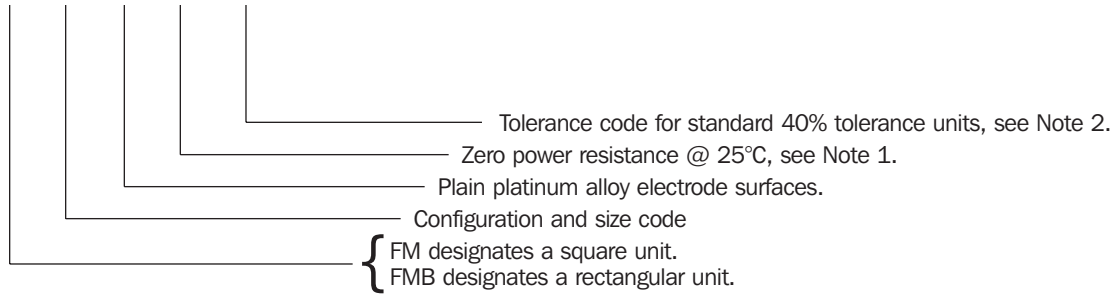 Tolerance code for standard 40% tolerance units, see Note 2.
Zero power resistance @ 25°C, see Note 1.
Plain platinum alloy electrode surfaces.
Configuration and size code
{ FM designates a square unit.
FMB designates a rectangular unit.